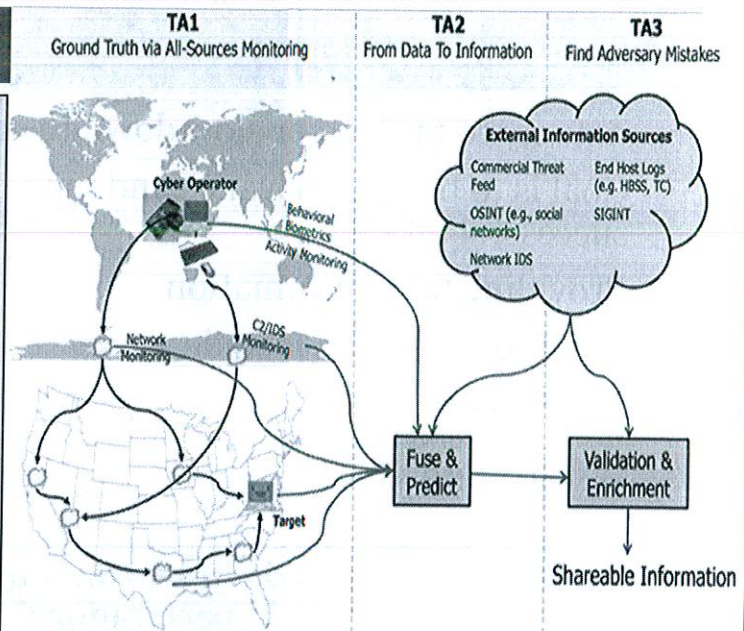 TA1
Ground Truth via All-Sources Monitoring
TA2
From Data To Information
TA3
Find Adversary Mistakes
Cyber Operator
Behavioral
Biometrics
Activity Monitoring
Network
Monitoring
C2/IDS
Monitoring
Target
External Information Sources
Commercial Threat
Feed
OSINT (e.g., social
networks)
Network IDS
End Host Logs
(e.g. HBSS, TC)
SIGINT
Fuse &
Predict
Validation &
Enrichment
Shareable Information